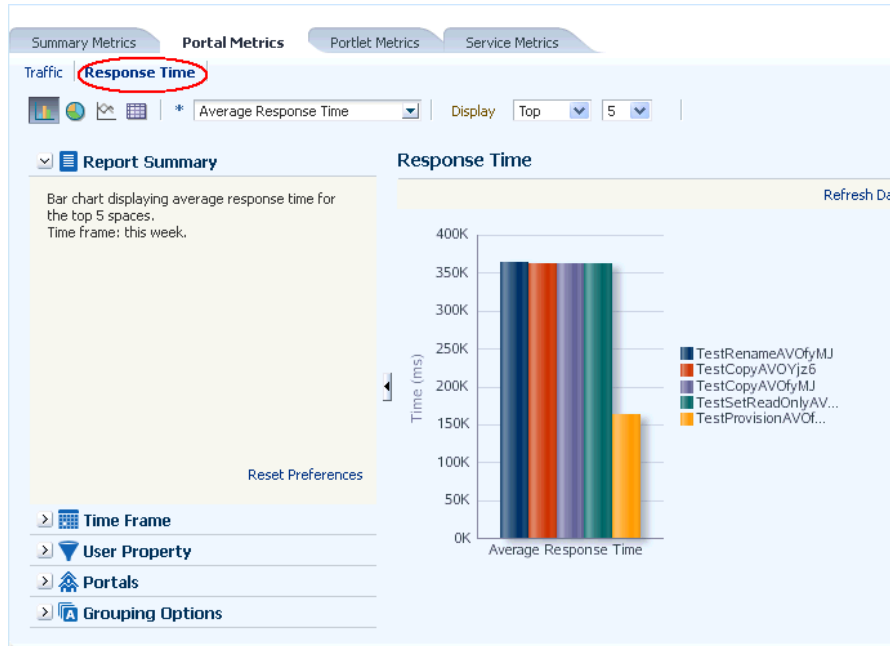 Summary Metrics
Portal Metrics
Portlet Metrics
Service Metrics
Traffic
Response Time
* Average Response Time
Display
Top
5
Report Summary
Bar chart displaying average response time for
the top 5 spaces.
Time frame: this week.
Reset Preferences
Time Frame
User Property
Portals
Grouping Options
Response Time
Refresh Da
400K
350K
300K
250K
200K
150K
100K
50K
0K
Time (ms)
Average Response Time
TestRenameAVOfyMJ
TestCopyAVOYjz6
TestCopyAVOfyMJ
TestSetReadOnlyAV...
TestProvisionAVOf...